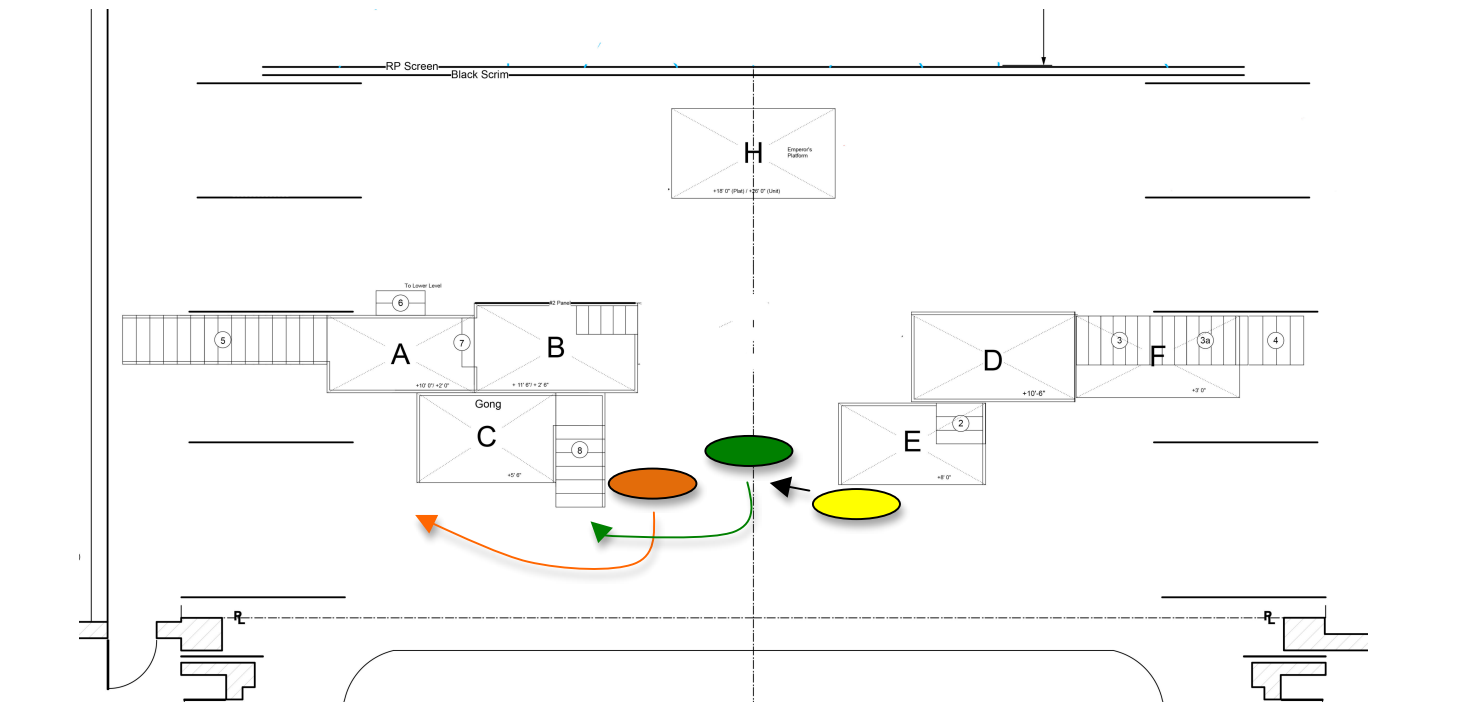 RP Screen
Black Scrim
H
Emperor's
Platform
+18' 0" (Plat) / +26' 0" (Unit)
To Lower Level
6
#2 Panel
5
A
7
B
+10' 0"/ +2' 0"
+ 11' 6"/ + 2' 6"
D
+10'-6"
3
3a
4
F
+3' 0"
Gong
C
8
+5' 6"
2
E
+8' 0"
PL
PL